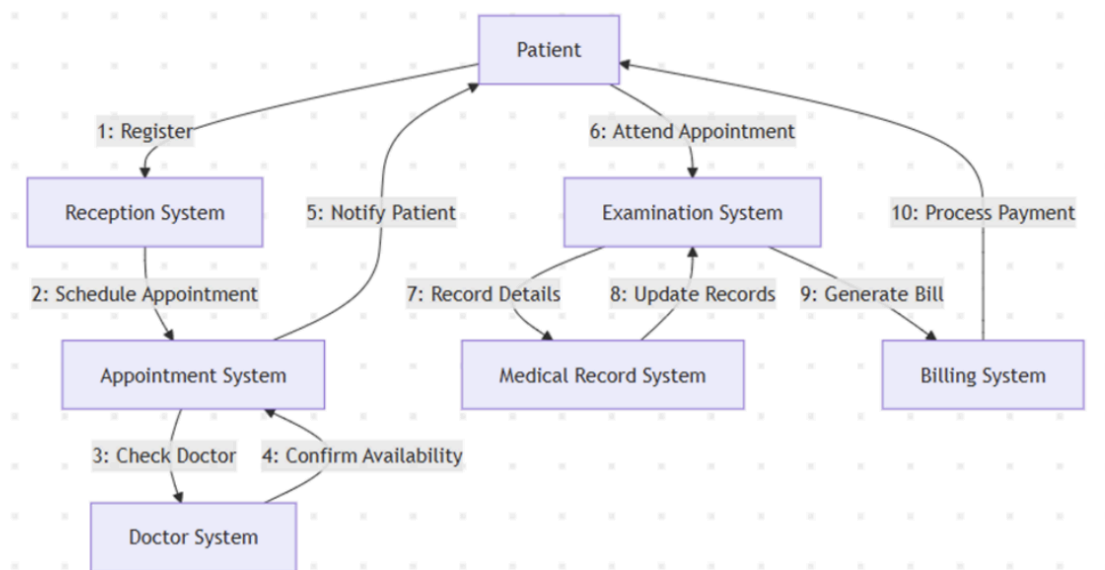 Patient
1: Register
6: Attend Appointment
Reception System
5: Notify Patient
Examination System
10: Process Payment
2: Schedule Appointment
7: Record Details
8: Update Records
9: Generate Bill
Appointment System
Medical Record System
Billing System
3: Check Doctor
4: Confirm Availability
Doctor System